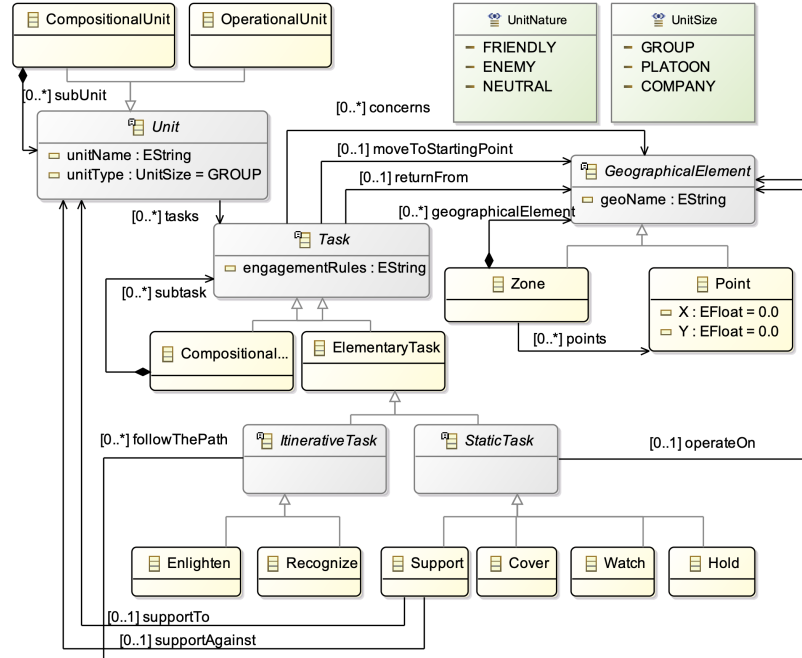 CompositionalUnit
OperationalUnit
UnitNature
FRIENDLY
ENEMY
NEUTRAL
UnitSize
GROUP
PLATOON
COMPANY
[0..*] subUnit
Unit
unitName : EString
unitType : UnitSize = GROUP
[0..*] concerns
[0..1] moveToStartingPoint
[0..1] returnFrom
[0..*] geographicalElement
GeographicalElement
geoName : EString
[0..*] tasks
Task
engagementRules : EString
[0..*] subtask
Zone
Point
X : EFloat = 0.0
Y : EFloat = 0.0
[0..*] points
Compositional...
ElementaryTask
[0..*] followThePath
ItinerativeTask
StaticTask
[0..1] operateOn
Enlighten
Recognize
Support
Cover
Watch
Hold
[0..1] supportTo
[0..1] supportAgainst